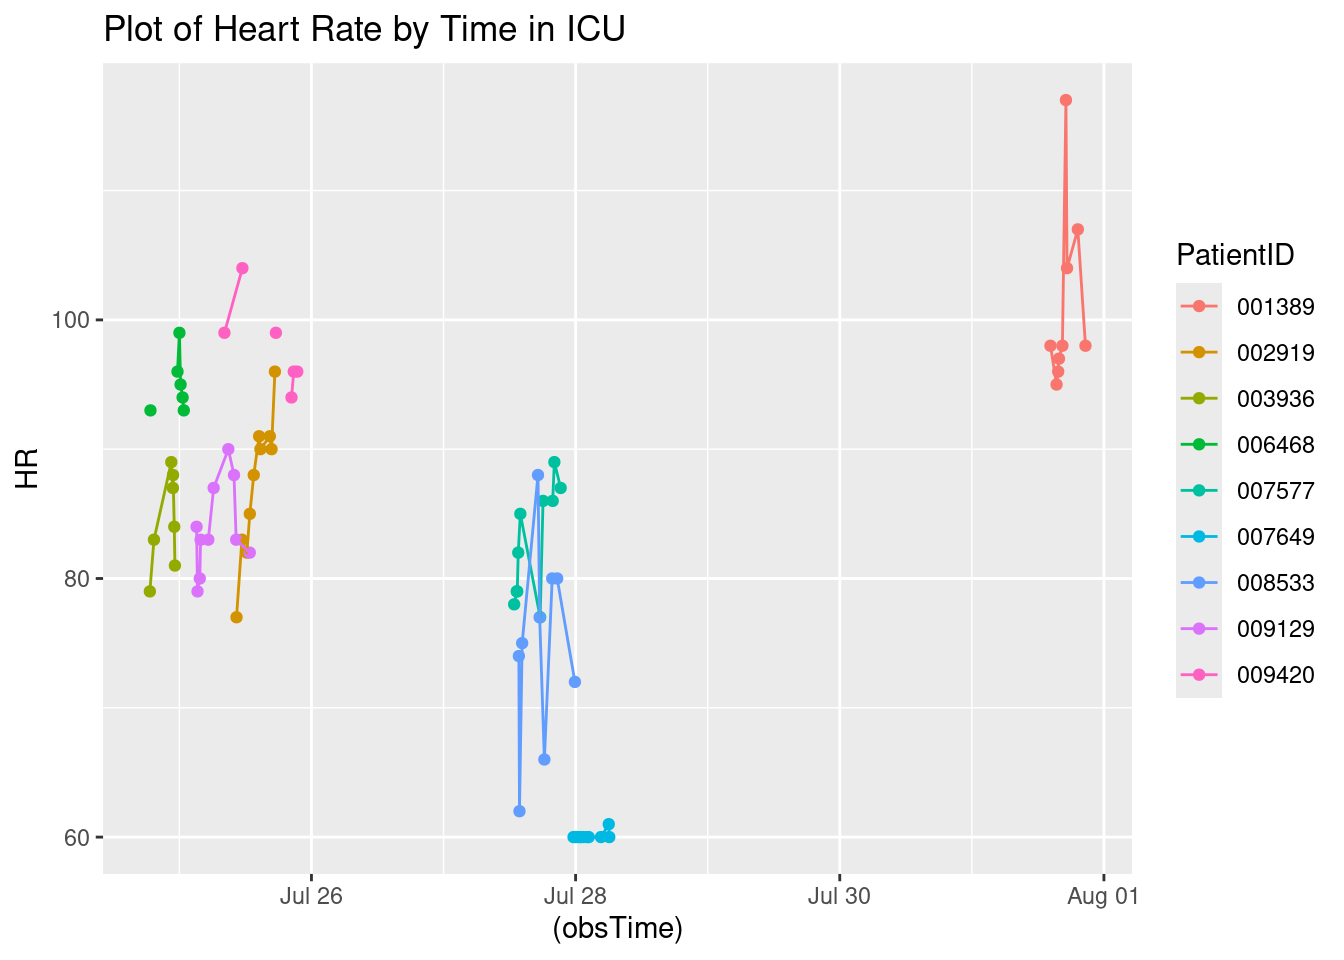 Plot of Heart Rate by Time in ICU
HR
100
80
60
Jul 26
Jul 28
Jul 30
Aug 01
(obsTime)
PatientID
001389
002919
003936
006468
007577
007649
008533
009129
009420